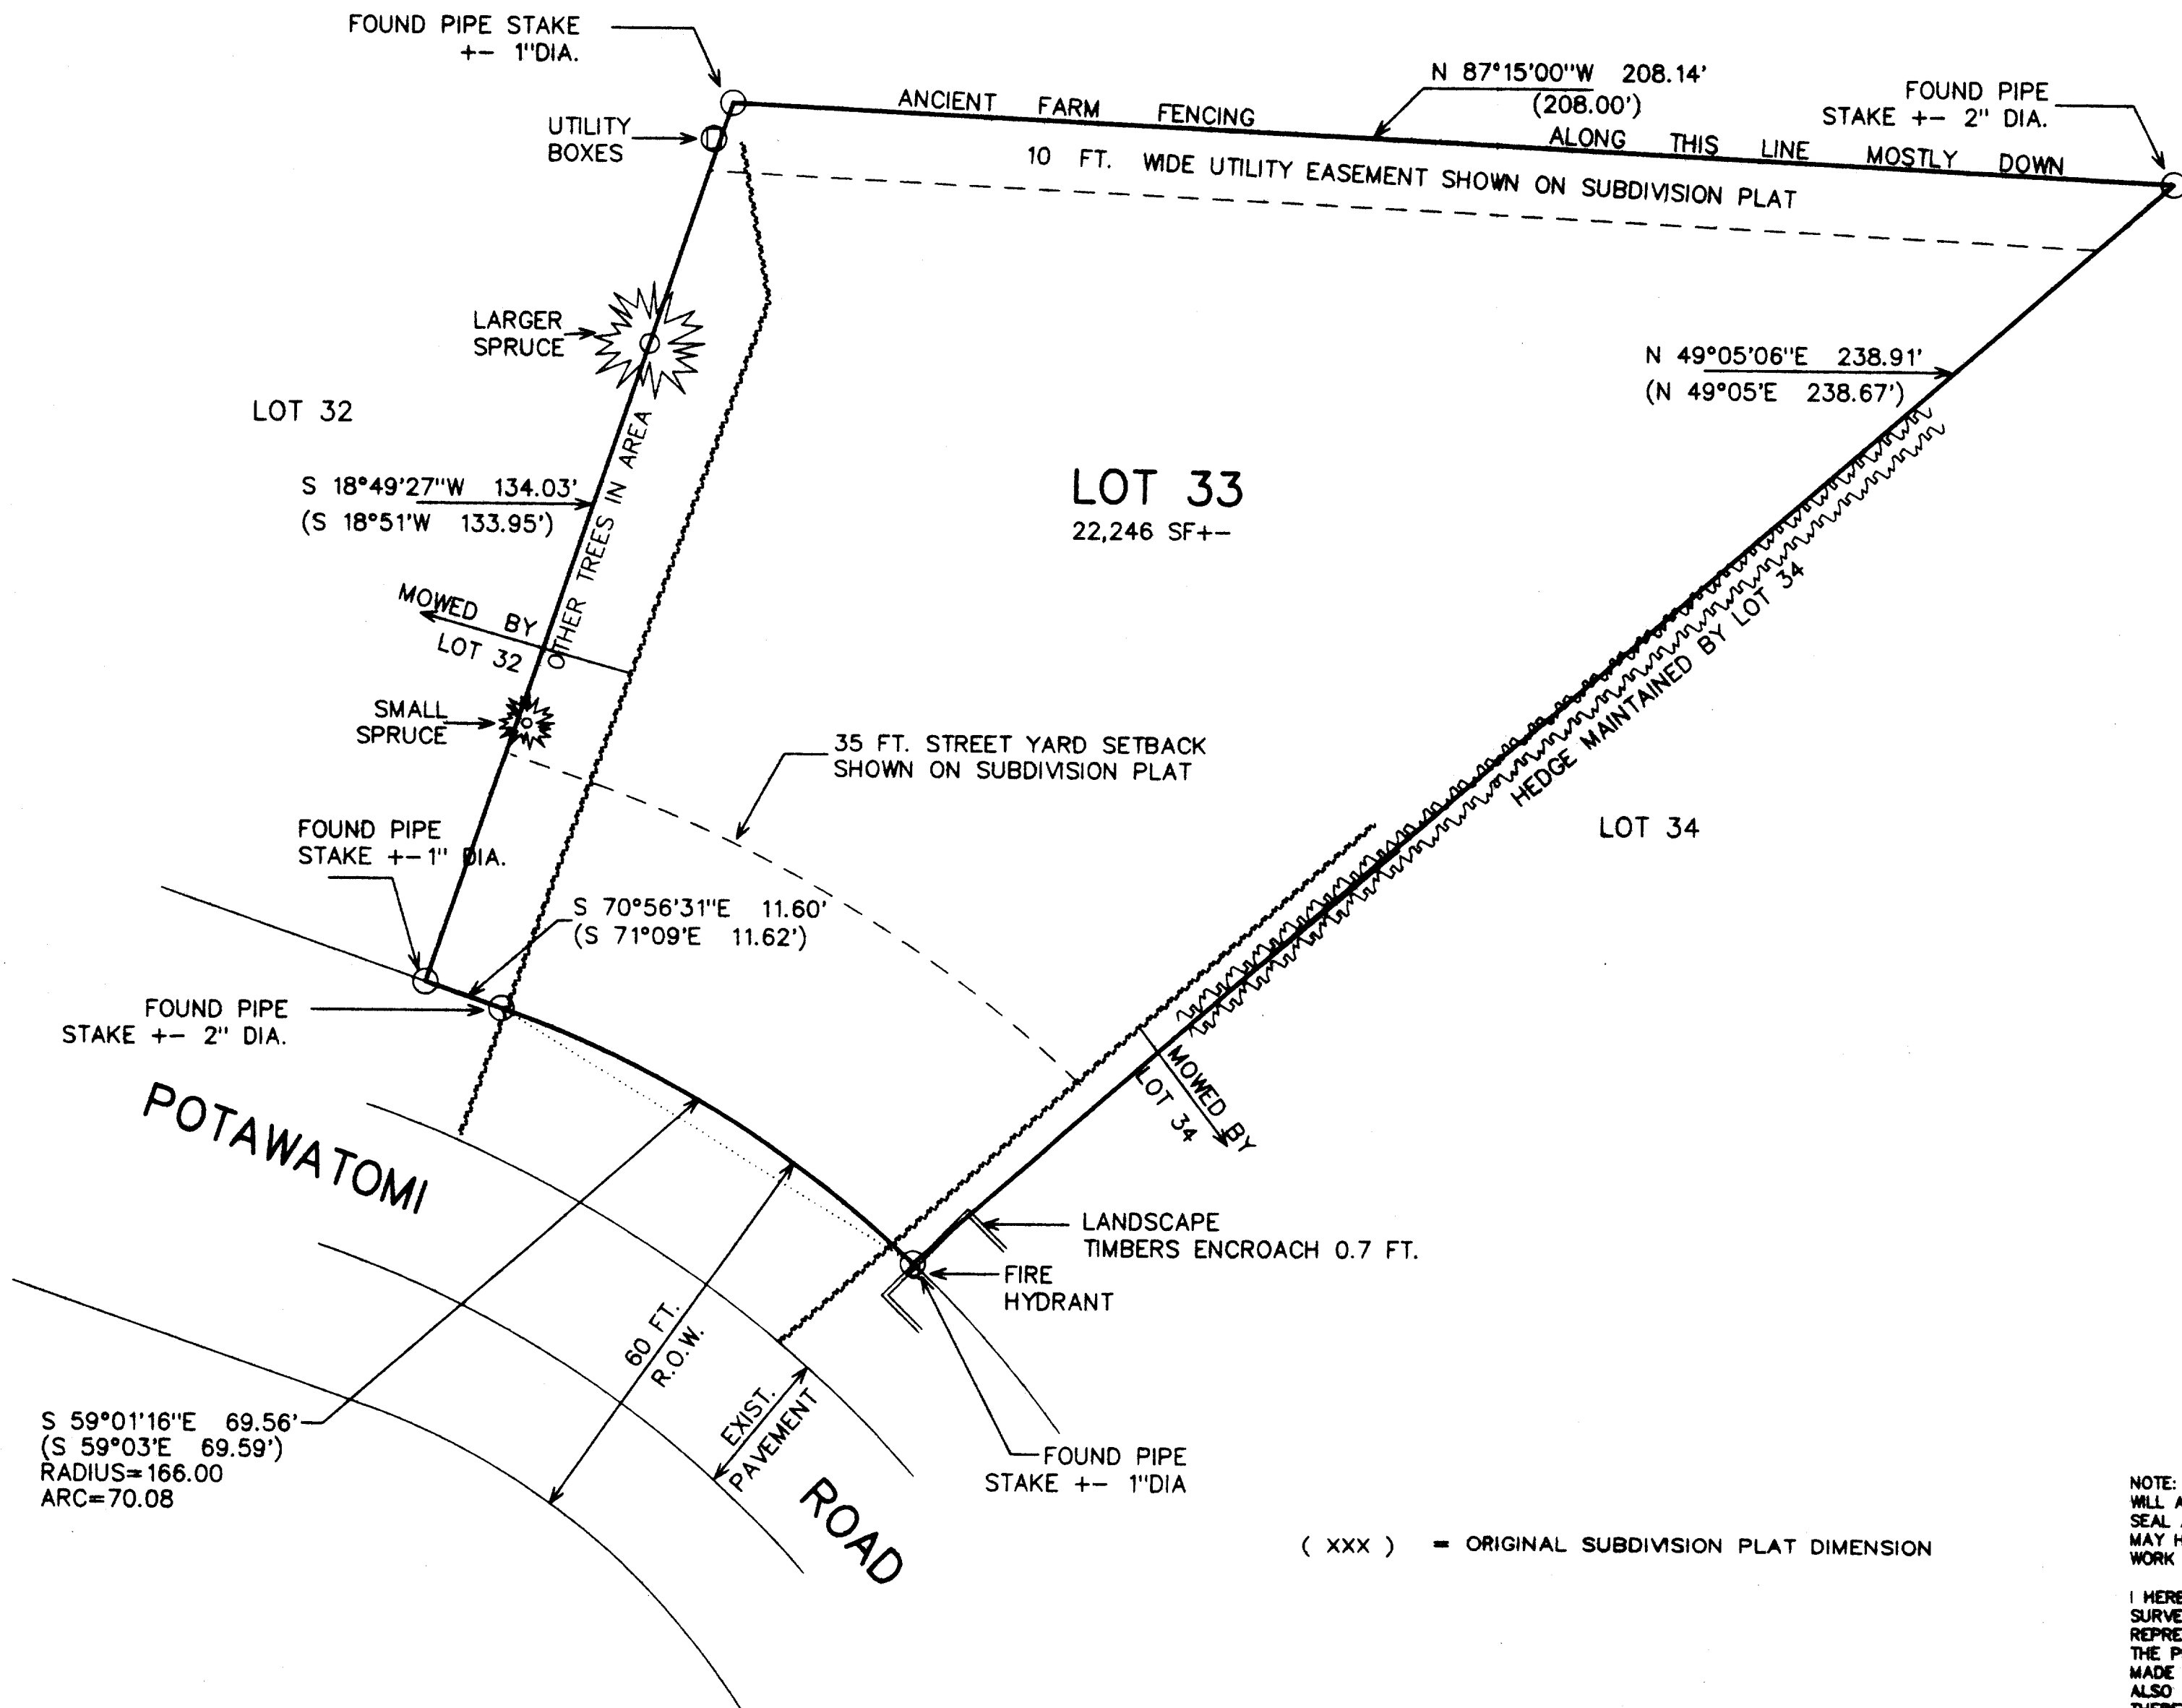 FOUND PIPE STAKE
+- 1"DIA.
N 87°15'00"W 208.14'
(208.00')
FOUND PIPE
STAKE +- 2" DIA.
UTILITY
BOXES
ANCIENT FARM FENCING
ALONG THIS LINE MOSTLY DOWN
10 FT. WIDE UTILITY EASEMENT SHOWN ON SUBDIVISION PLAT
LARGER
SPRUCE
N 49°05'06"E 238.91'
(N 49°05'E 238.67')
LOT 32
OTHER TREES IN AREA
LOT 33
22,246 SF+-
S 18°49'27"W 134.03'
(S 18°51'W 133.95')
MOWED BY
LOT 32
SMALL
SPRUCE
HEDGE MAINTAINED BY LOT 34
35 FT. STREET YARD SETBACK
SHOWN ON SUBDIVISION PLAT
LOT 34
FOUND PIPE
STAKE +-1" DIA.
S 70°56'31"E 11.60'
(S 71°09'E 11.62')
FOUND PIPE
STAKE +- 2" DIA.
MOWED BY
LOT 34
POTAWATOMI
LANDSCAPE
TIMBERS ENCROACH 0.7 FT.
FIRE
HYDRANT
60 FT.
R.O.W.
EXIST.
PAVEMENT
S 59°01'16"E 69.56'
(S 59°03'E 69.59')
RADIUS=166.00
ARC=70.08
FOUND PIPE
STAKE +- 1"DIA
ROAD
( XXX ) = ORIGINAL SUBDIVISION PLAT DIMENSION
NOTE:
WILL
SEAL
MAY
WORK
I
MADE
ALSO